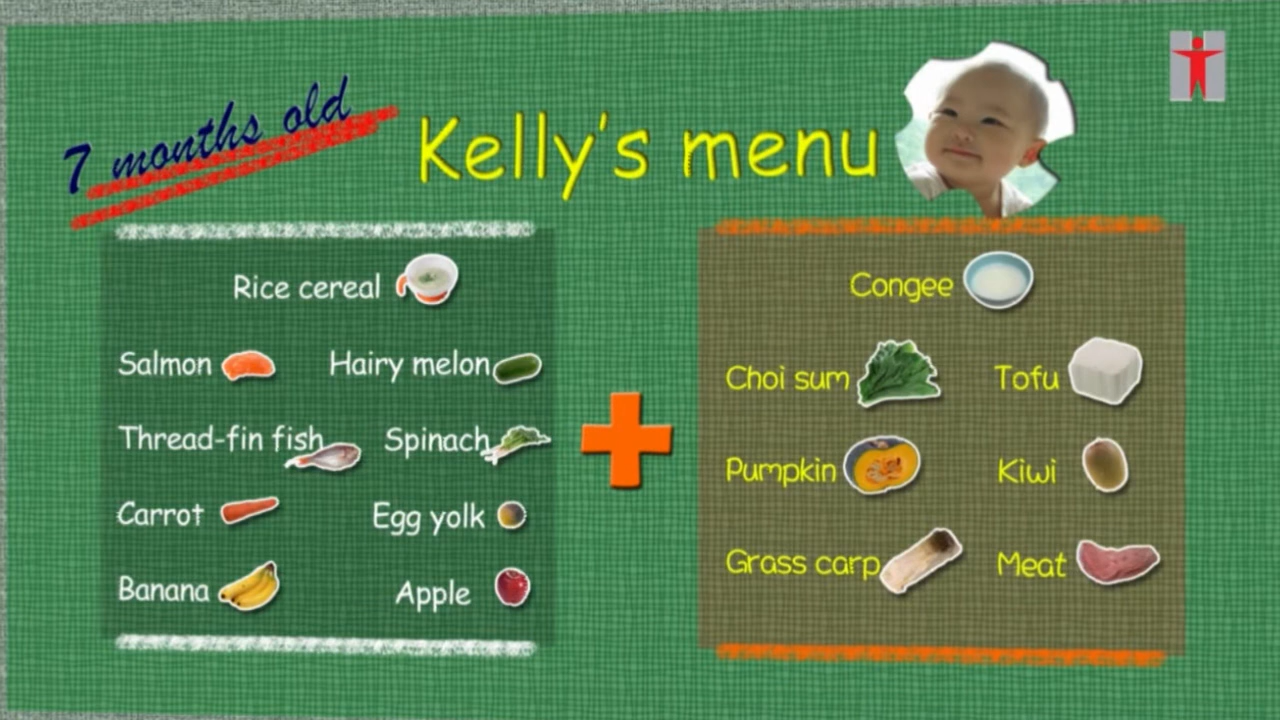 7 months old
Kelly's menu
Rice cereal
Salmon
Hairy melon
Thread-fin fish
Spinach
Carrot
Egg yolk
Banana
Apple
Congee
Choi sum
Tofu
Pumpkin
Kiwi
Grass carp
Meat